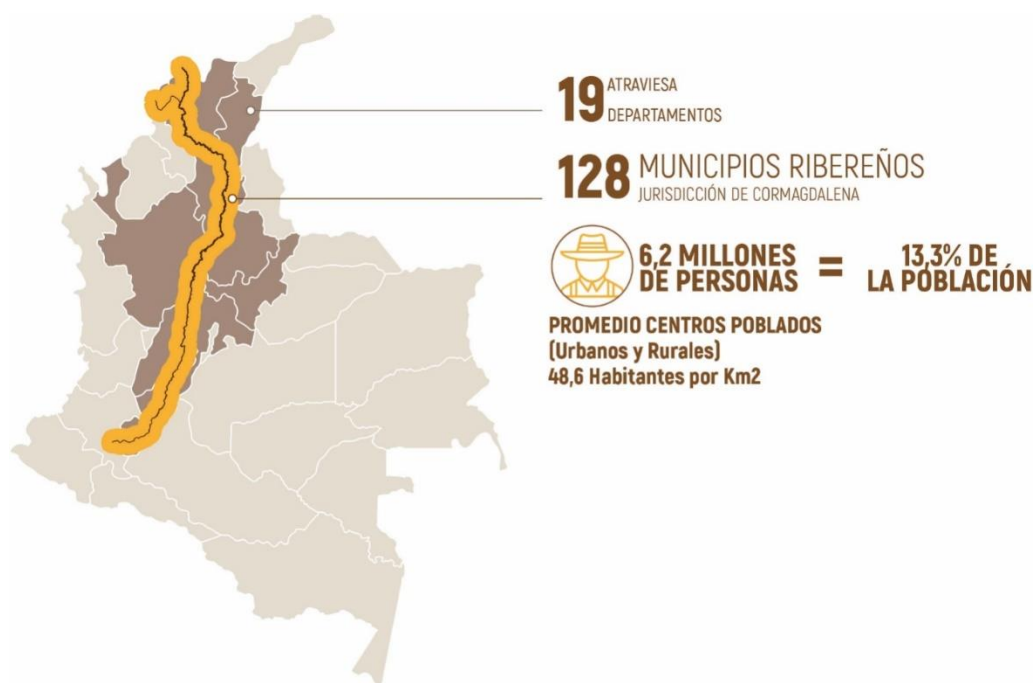 19 ATRAVIESA
DEPARTAMENTOS
128 MUNICIPIOS RIBEREÑOS
JURISDICCIÓN DE CORMAGDALENA
6,2 MILLONES
DE PERSONAS
=
13,3% DE
LA POBLACIÓN
PROMEDIO CENTROS POBLADOS
(Urbanos y Rurales)
48,6 Habitantes por Km2